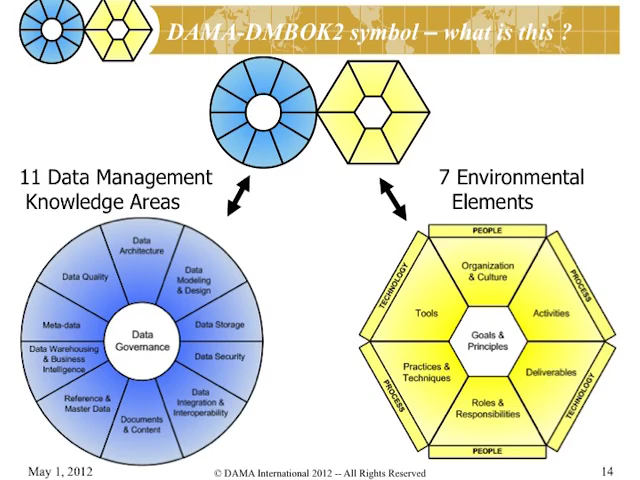 DAMA-DMBOK2 symbol – what is this ?
11 Data Management
Knowledge Areas
7 Environmental
Elements
Data
Architecture
Data
Modeling
& Design
Data Storage
Data Security
Data
Integration &
Interoperability
Documents
& Content
Reference &
Master Data
Data Warehousing
& Business
Intelligence
Meta-data
Data Quality
Data
Governance
PEOPLE
PROCESS
TECHNOLOGY
PEOPLE
PROCESS
TECHNOLOGY
Organization
& Culture
Activities
Deliverables
Roles &
Responsibilities
Practices &
Techniques
Tools
Goals &
Principles
May 1, 2012
© DAMA International 2012 -- All Rights Reserved
14